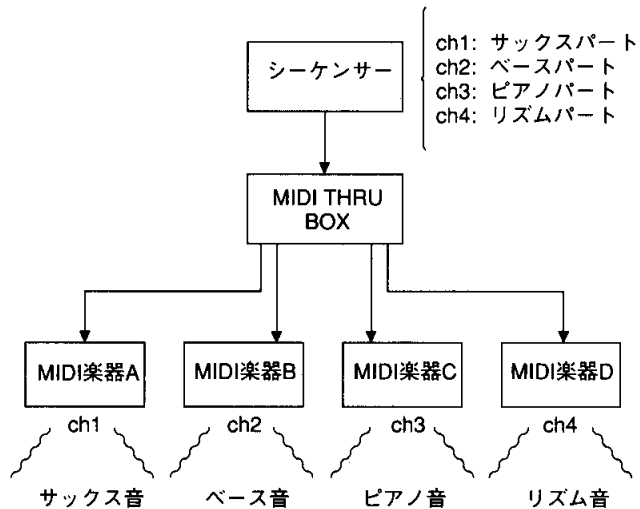 シーケンサー
ch1: サックスパート
ch2: ベースパート
ch3: ピアノパート
ch4: リズムパート
MIDI THRU
BOX
MIDI楽器A
MIDI楽器B
MIDI楽器C
MIDI楽器D
ch1
ch2
ch3
ch4
サックス音
ベース音
ピアノ音
リズム音